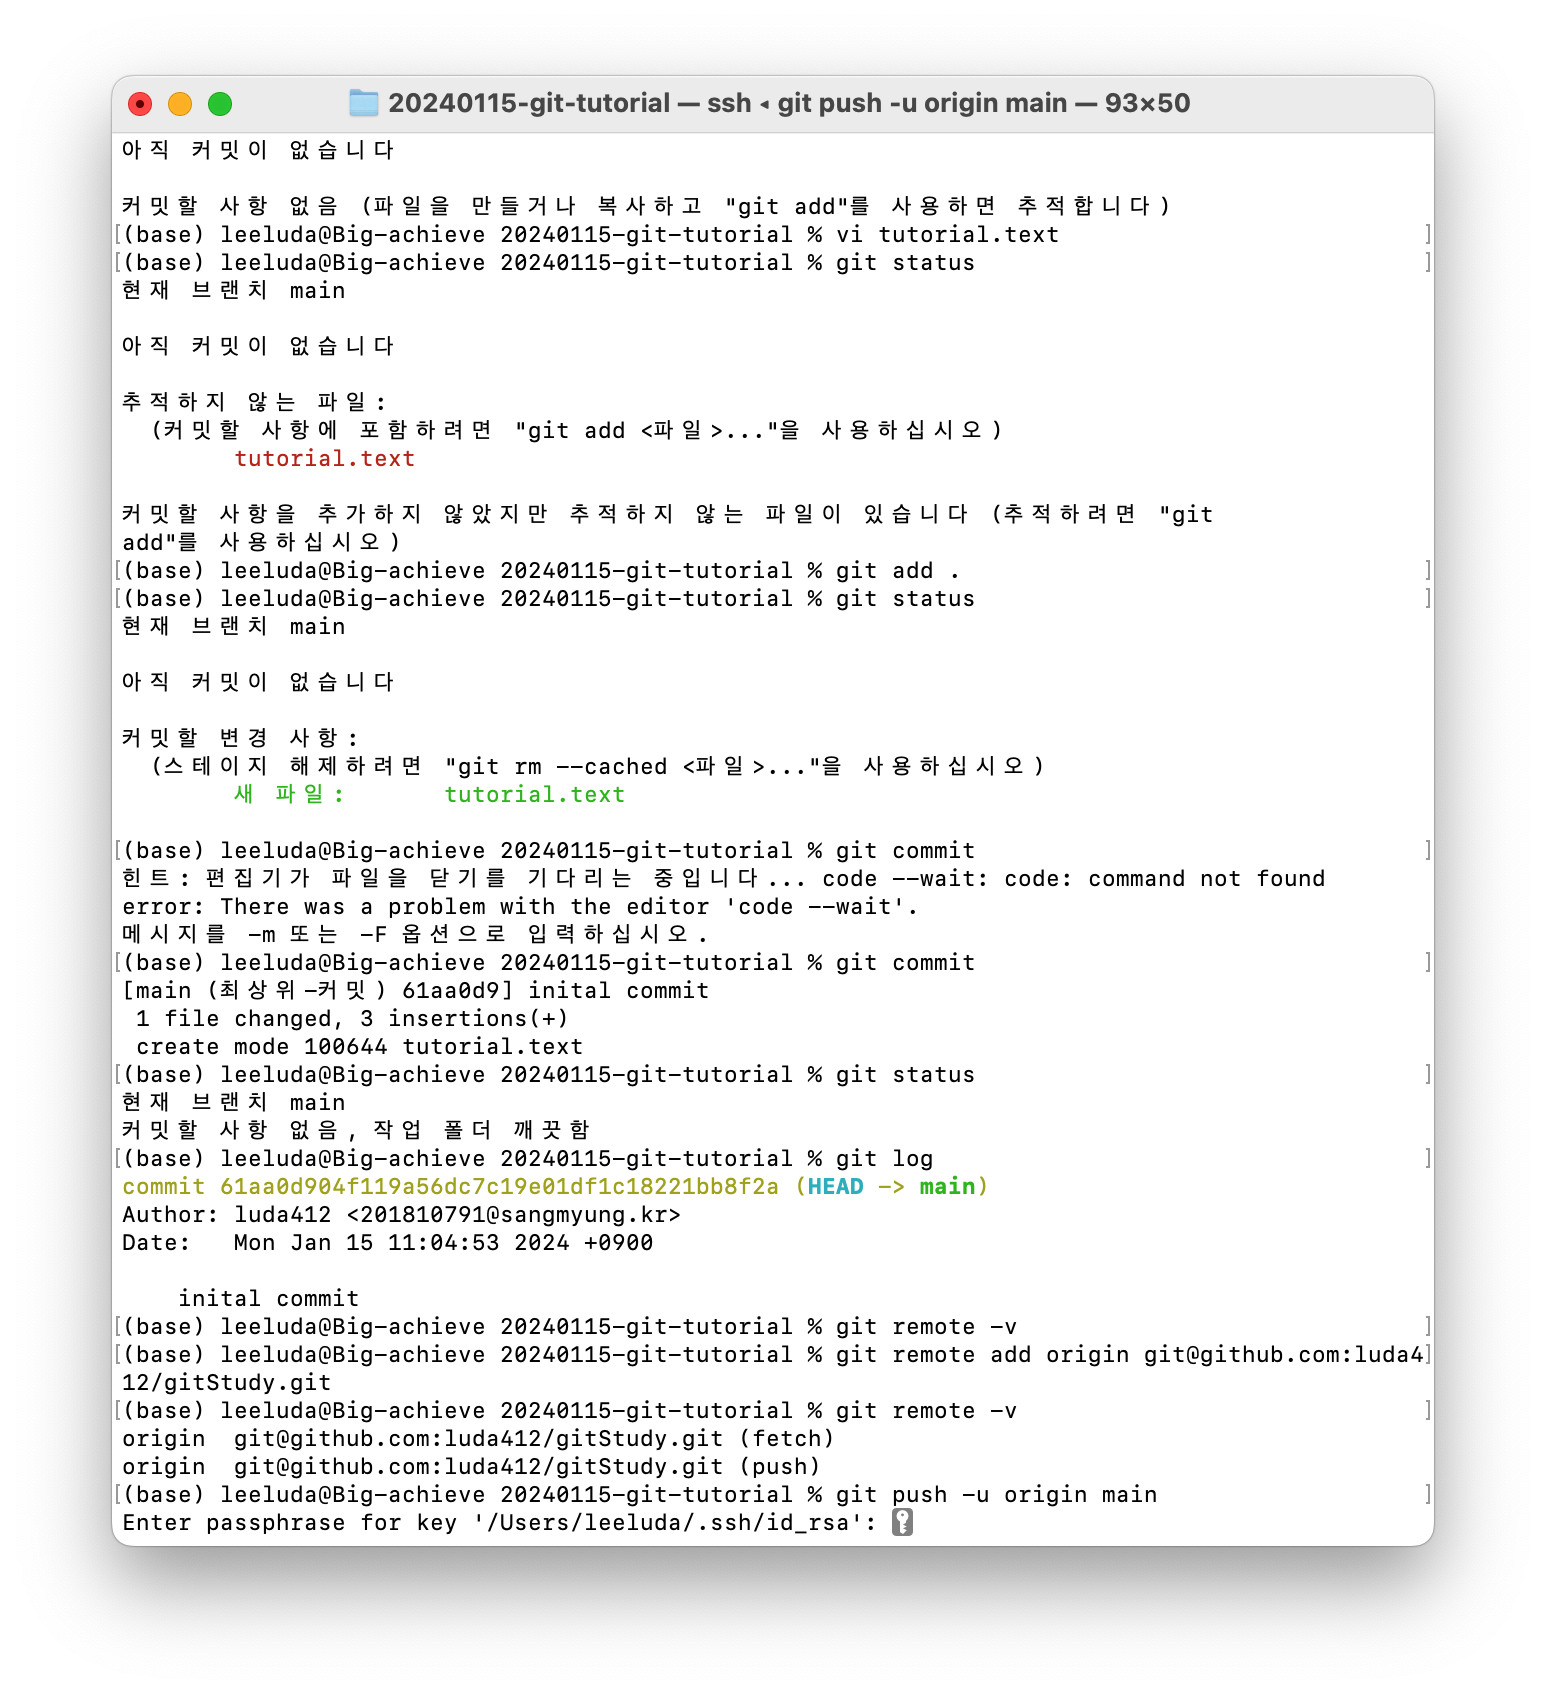 20240115-git-tutorial — ssh ◂ git push -u origin main — 93×50
아직 커밋이 없습니다
커밋할 사항 없음 (파일을 만들거나 복사하고 "git add"를 사용하면 추적합니다)
[(base) leeluda@Big-achieve 20240115-git-tutorial % vi tutorial.text ]
[(base) leeluda@Big-achieve 20240115-git-tutorial % git status ]
현재 브랜치 main
아직 커밋이 없습니다
추적하지 않는 파일:
  (커밋할 사항에 포함하려면 "git add <파일>..."을 사용하십시오)
        tutorial.text
커밋할 사항을 추가하지 않았지만 추적하지 않는 파일이 있습니다 (추적하려면 "git
add"를 사용하십시오)
[(base) leeluda@Big-achieve 20240115-git-tutorial % git add . ]
[(base) leeluda@Big-achieve 20240115-git-tutorial % git status ]
현재 브랜치 main
아직 커밋이 없습니다
커밋할 변경 사항:
  (스테이지 해제하려면 "git rm --cached <파일>..."을 사용하십시오)
        새 파일:       tutorial.text
[(base) leeluda@Big-achieve 20240115-git-tutorial % git commit ]
힌트: 편집기가 파일을 닫기를 기다리는 중입니다... code --wait: code: command not found
error: There was a problem with the editor 'code --wait'.
메시지를 -m 또는 -F 옵션으로 입력하십시오.
[(base) leeluda@Big-achieve 20240115-git-tutorial % git commit ]
[main (최상위-커밋) 61aa0d9] inital commit
 1 file changed, 3 insertions(+)
 create mode 100644 tutorial.text
[(base) leeluda@Big-achieve 20240115-git-tutorial % git status ]
현재 브랜치 main
커밋할 사항 없음, 작업 폴더 깨끗함
[(base) leeluda@Big-achieve 20240115-git-tutorial % git log ]
commit 61aa0d904f119a56dc7c19e01df1c18221bb8f2a (HEAD -> main)
Author: luda412 <201810791@sangmyung.kr>
Date:   Mon Jan 15 11:04:53 2024 +0900
    inital commit
[(base) leeluda@Big-achieve 20240115-git-tutorial % git remote -v ]
[(base) leeluda@Big-achieve 20240115-git-tutorial % git remote add origin git@github.com:luda4]
12/gitStudy.git
[(base) leeluda@Big-achieve 20240115-git-tutorial % git remote -v ]
origin  git@github.com:luda412/gitStudy.git (fetch)
origin  git@github.com:luda412/gitStudy.git (push)
[(base) leeluda@Big-achieve 20240115-git-tutorial % git push -u origin main ]
Enter passphrase for key '/Users/leeluda/.ssh/id_rsa':